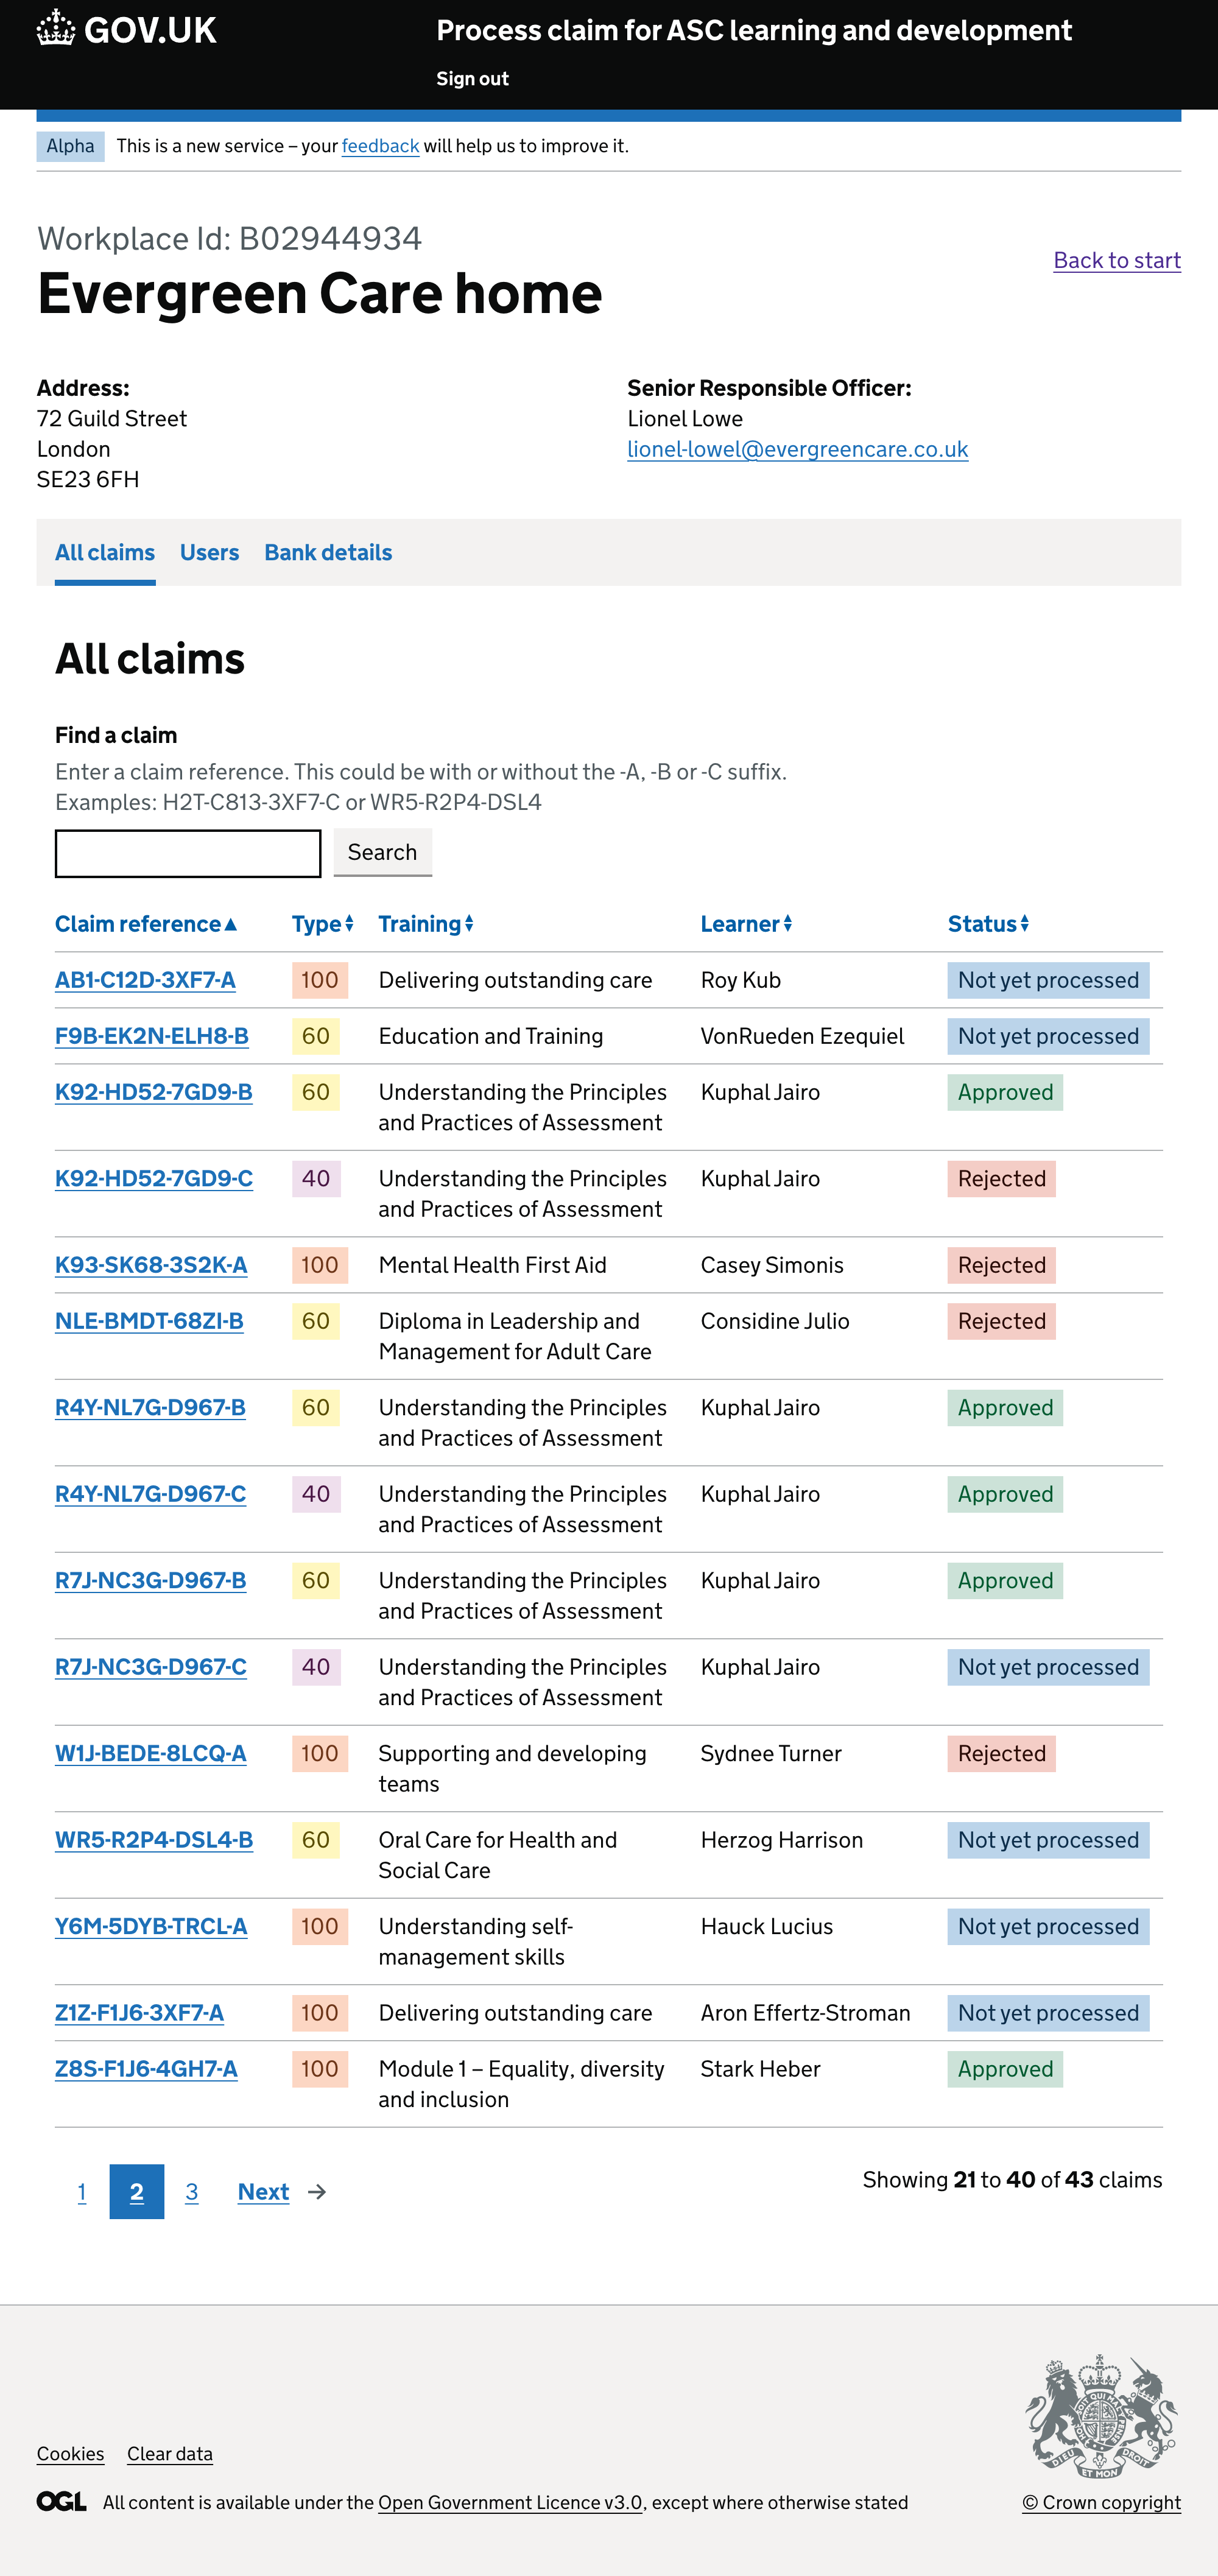 GOV.UK
Process claim for ASC learning and development
Sign out
Alpha This is a new service – your feedback will help us to improve it.
Workplace Id: B02944934
Evergreen Care home
Back to start
Address:
72 Guild Street
London
SE23 6FH
Senior Responsible Officer:
Lionel Lowe
lionel-lowel@evergreencare.co.uk
All claims Users Bank details
All claims
Find a claim
Enter a claim reference. This could be with or without the -A, -B or -C suffix.
Examples: H2T-C813-3XF7-C or WR5-R2P4-DSL4
Search
Claim reference Type Training Learner Status
AB1-C12D-3XF7-A 100 Delivering outstanding care Roy Kub Not yet processed
F9B-EK2N-ELH8-B 60 Education and Training VonRueden Ezequiel Not yet processed
K92-HD52-7GD9-B 60 Understanding the Principles Kuphal Jairo Approved
and Practices of Assessment
K92-HD52-7GD9-C 40 Understanding the Principles Kuphal Jairo Rejected
and Practices of Assessment
K93-SK68-3S2K-A 100 Mental Health First Aid Casey Simonis Rejected
NLE-BMDT-68ZI-B 60 Diploma in Leadership and Considine Julio Rejected
Management for Adult Care
R4Y-NL7G-D967-B 60 Understanding the Principles Kuphal Jairo Approved
and Practices of Assessment
R4Y-NL7G-D967-C 40 Understanding the Principles Kuphal Jairo Approved
and Practices of Assessment
R7J-NC3G-D967-B 60 Understanding the Principles Kuphal Jairo Approved
and Practices of Assessment
R7J-NC3G-D967-C 40 Understanding the Principles Kuphal Jairo Not yet processed
and Practices of Assessment
W1J-BEDE-8LCQ-A 100 Supporting and developing Sydnee Turner Rejected
teams
WR5-R2P4-DSL4-B 60 Oral Care for Health and Herzog Harrison Not yet processed
Social Care
Y6M-5DYB-TRCL-A 100 Understanding self- Hauck Lucius Not yet processed
management skills
Z1Z-F1J6-3XF7-A 100 Delivering outstanding care Aron Effertz-Stroman Not yet processed
Z8S-F1J6-4GH7-A 100 Module 1 – Equality, diversity Stark Heber Approved
and inclusion
1 2 3 Next →
Showing 21 to 40 of 43 claims
Cookies Clear data
DIEU ET MON DROIT
OGL All content is available under the Open Government Licence v3.0, except where otherwise stated
© Crown copyright